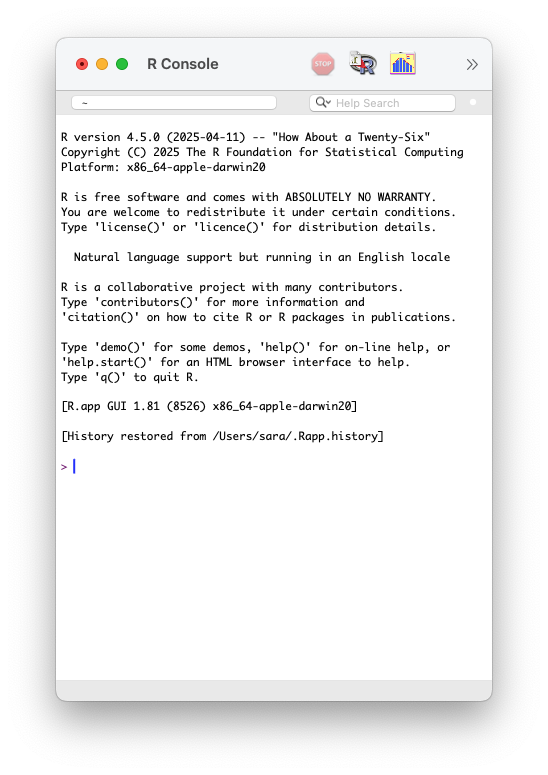 R Console
STOP
R
~
Help Search
R version 4.5.0 (2025-04-11) -- "How About a Twenty-Six"
Copyright (C) 2025 The R Foundation for Statistical Computing
Platform: x86_64-apple-darwin20
R is free software and comes with ABSOLUTELY NO WARRANTY.
You are welcome to redistribute it under certain conditions.
Type 'license()' or 'licence()' for distribution details.
Natural language support but running in an English locale
R is a collaborative project with many contributors.
Type 'contributors()' for more information and
'citation()' on how to cite R or R packages in publications.
Type 'demo()' for some demos, 'help()' for on-line help, or
'help.start()' for an HTML browser interface to help.
Type 'q()' to quit R.
[R.app GUI 1.81 (8526) x86_64-apple-darwin20]
[History restored from /Users/sara/.Rapp.history]
>